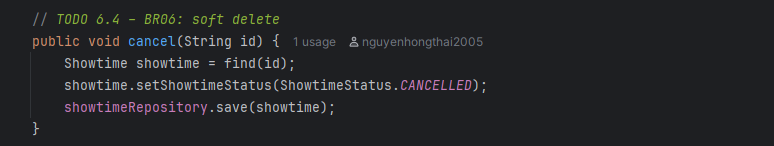 // TODO 6.4 – BR06: soft delete
public void cancel(String id) { 1 usage nguyenhongthai2005
Showtime showtime = find(id);
showtime.setShowtimeStatus(ShowtimeStatus.CANCELLED);
showtimeRepository.save(showtime);
}